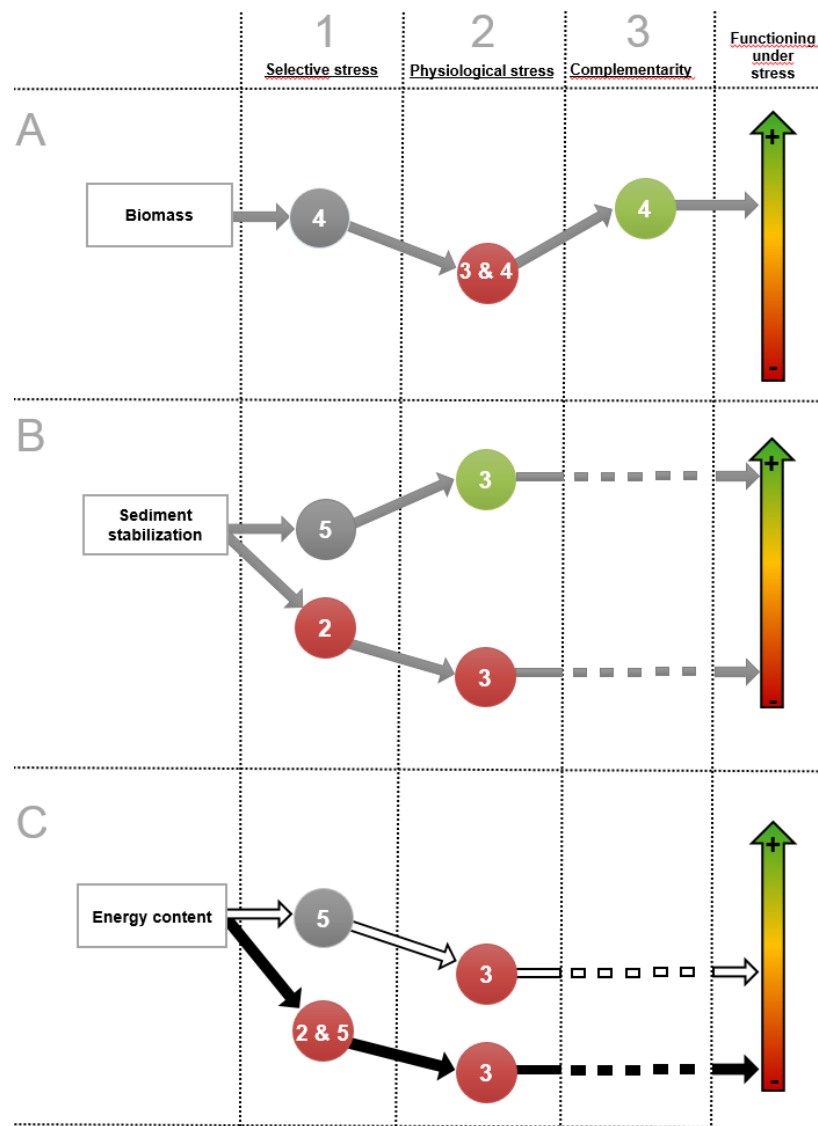 1
2
3
Functioning
under
stress
Selective stress
Physiological stress
Complementarity
A
+
Biomass
4
3 & 4
4
-
B
+
Sediment
stabilization
5
3
2
3
-
C
+
Energy content
5
3
2 & 5
3
-